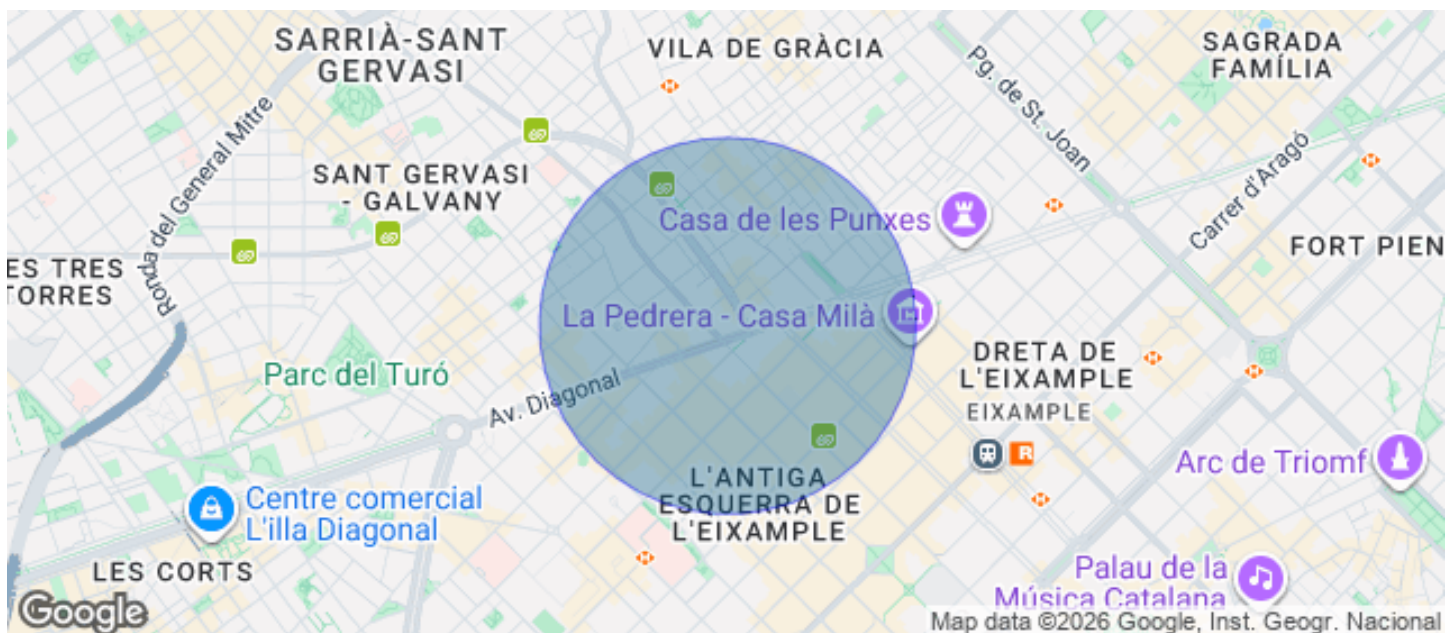 SARRIÀ-SANT
GERVASI
VILA DE GRÀCIA
SAGRADA
FAMÍLIA
Pg. de St. Joan
Ronda del General Mitre
Carrer d'Aragó
SANT GERVASI
- GALVANY
Casa de les Punxes
FORT PIEN
ES TRES
TORRES
La Pedrera - Casa Milà
DRETA DE
L'EIXAMPLE
EIXAMPLE
Parc del Turó
Av. Diagonal
R
Arc de Triomf
L'ANTIGA
ESQUERRA DE
L'EIXAMPLE
Centre comercial
L'illa Diagonal
LES CORTS
Palau de la
Música Catalana
Google
Map data ©2026 Google, Inst. Geogr. Nacional